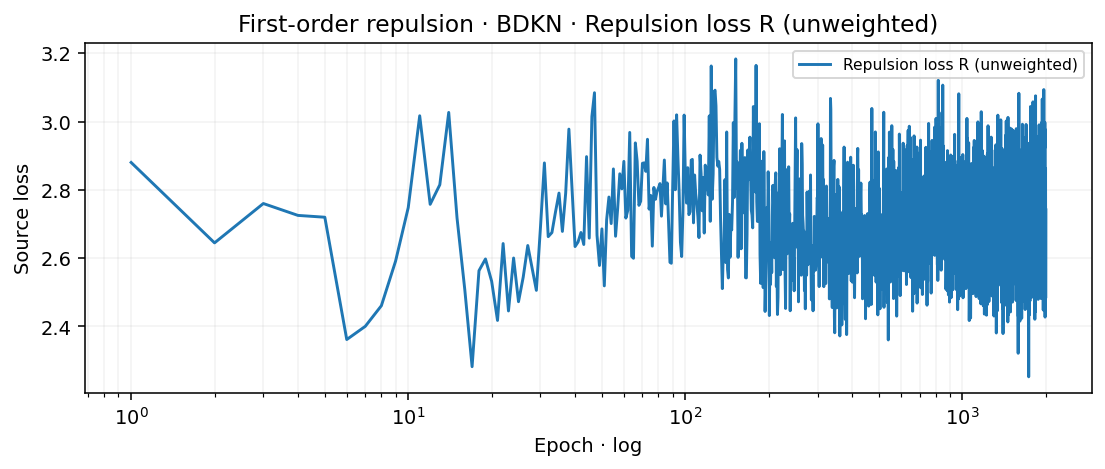 First-order repulsion · BDKN · Repulsion loss R (unweighted)
Repulsion loss R (unweighted)
Source loss
3.2
3.0
2.8
2.6
2.4
10⁰ 10¹ 10² 10³
Epoch · log